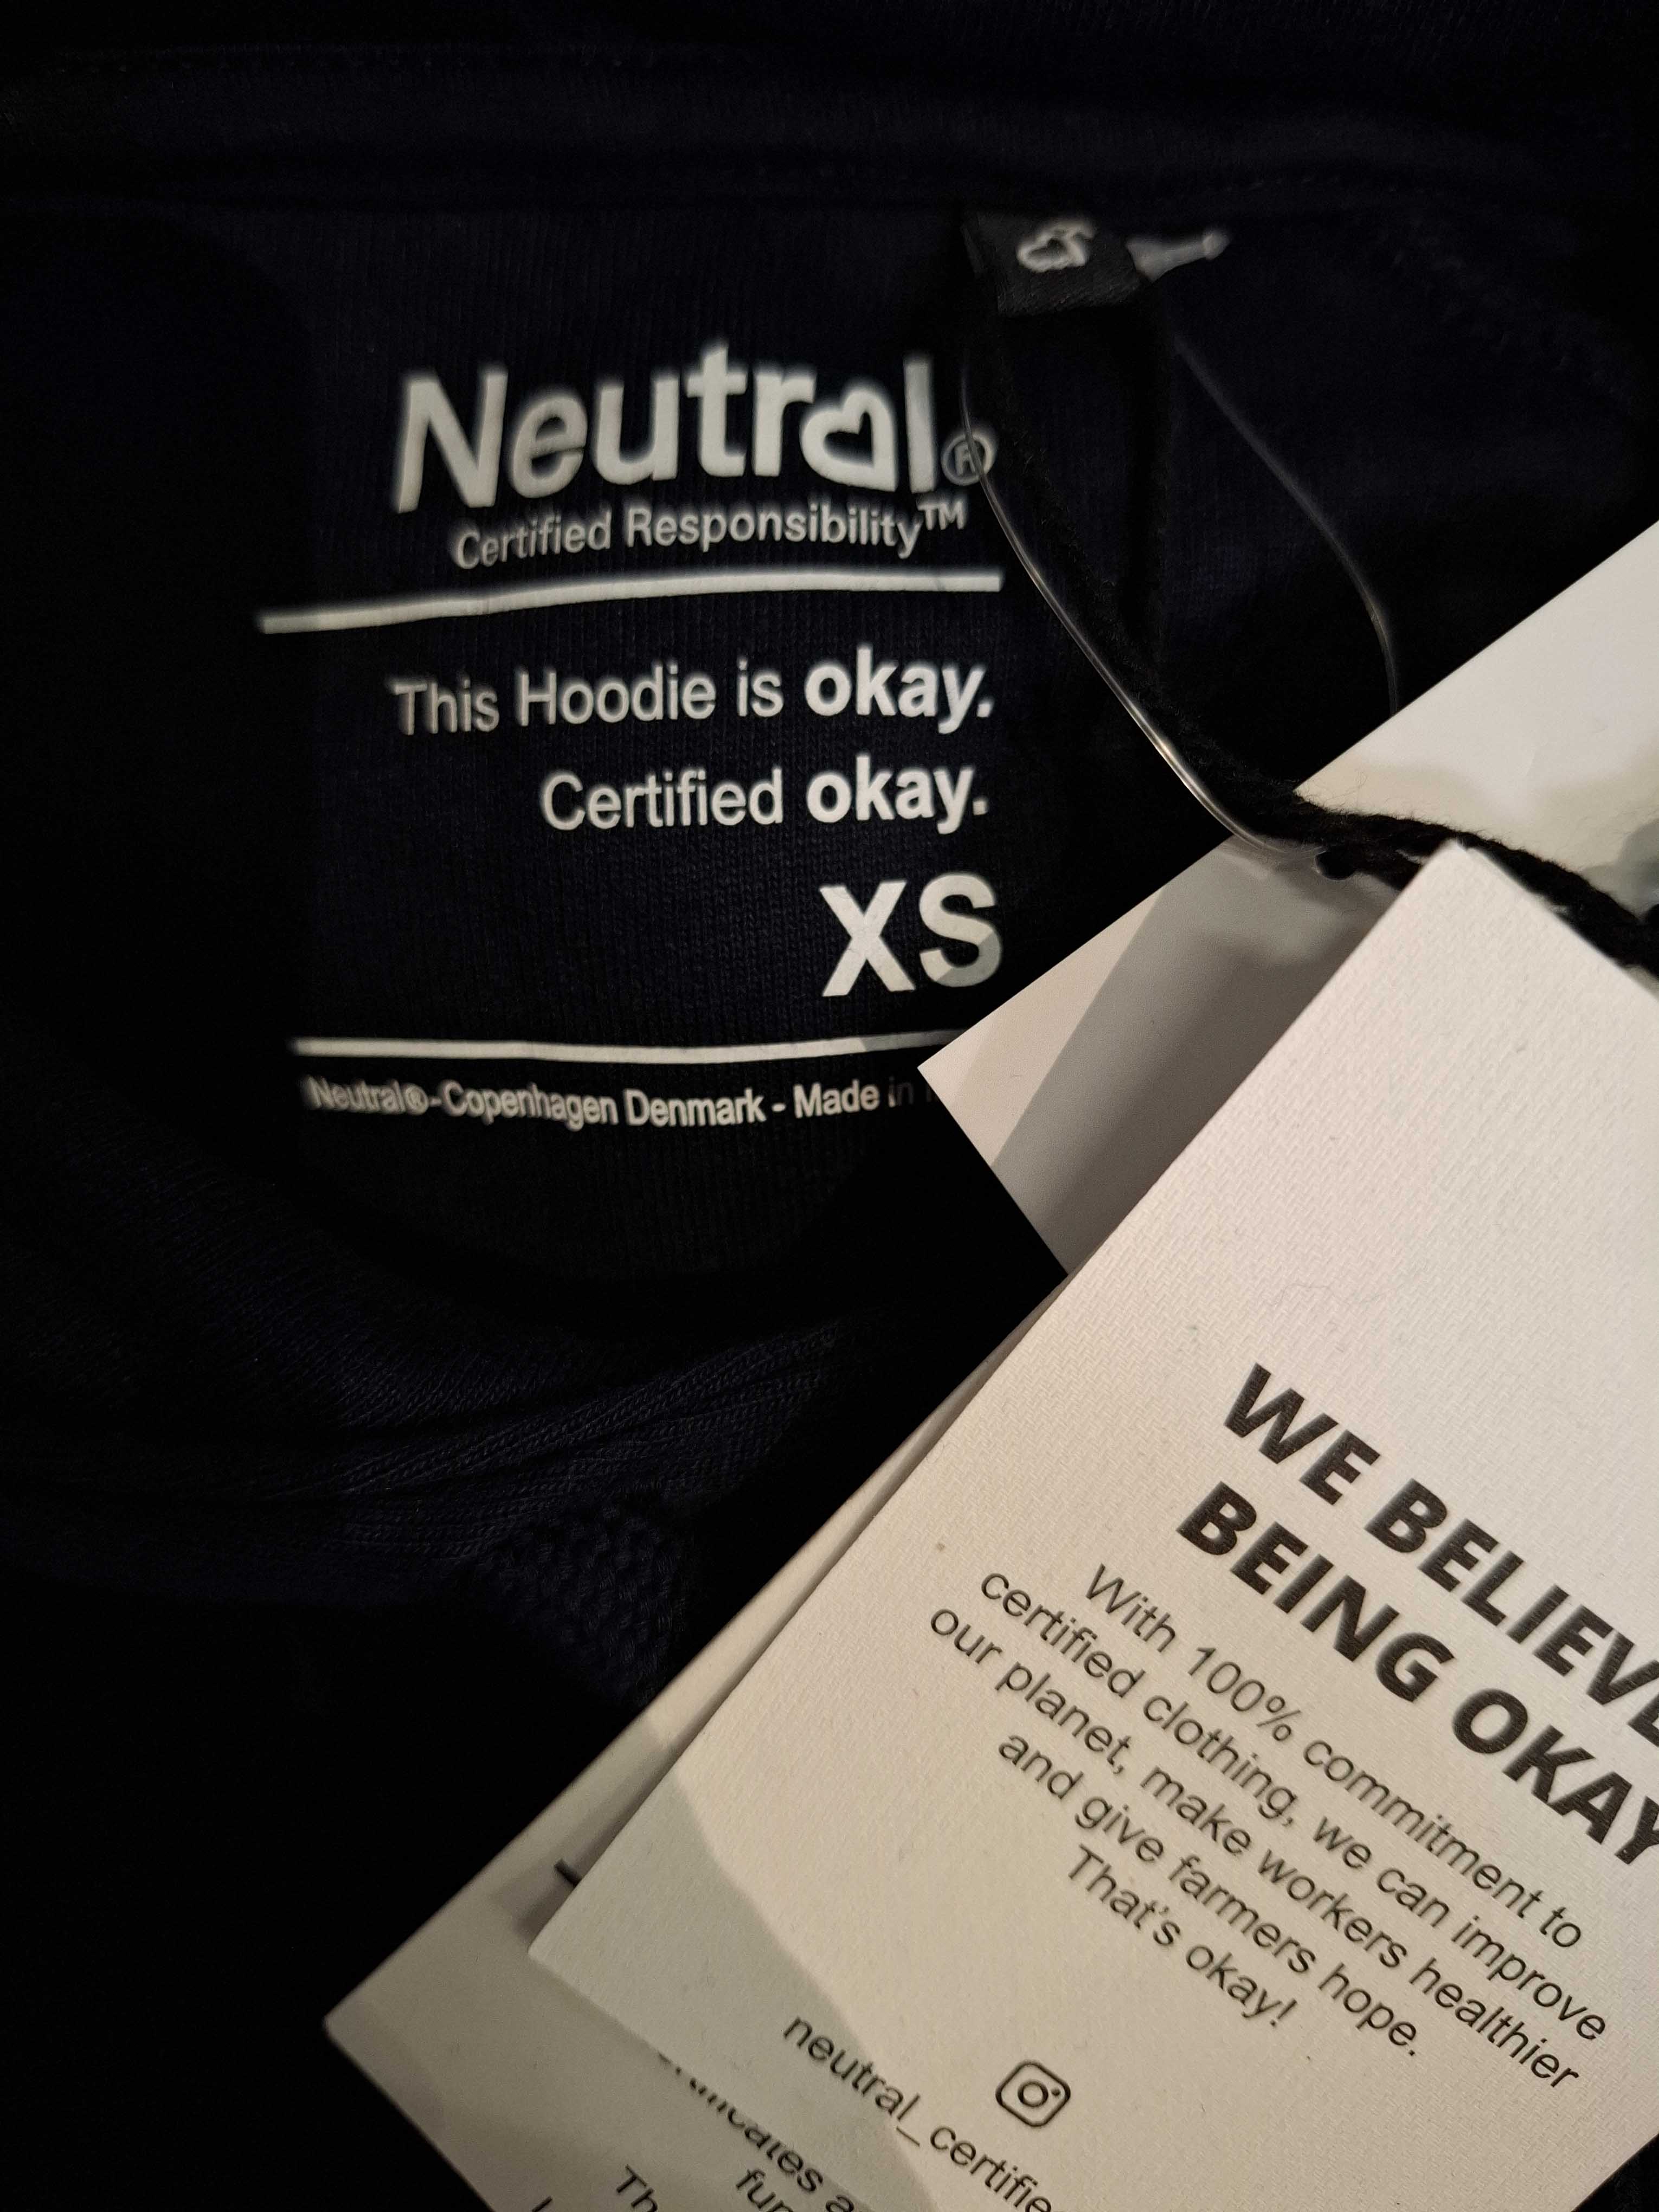 Neutral®
Certified Responsibility™
This Hoodie is okay.
Certified okay.
XS
Neutral®-Copenhagen Denmark - Made in
WE BELIEVE
BEING OKAY
With 100% commitment to
certified clothing, we can improve
our planet, make workers healthier
and give farmers hope.
That's okay!
neutral_certifie